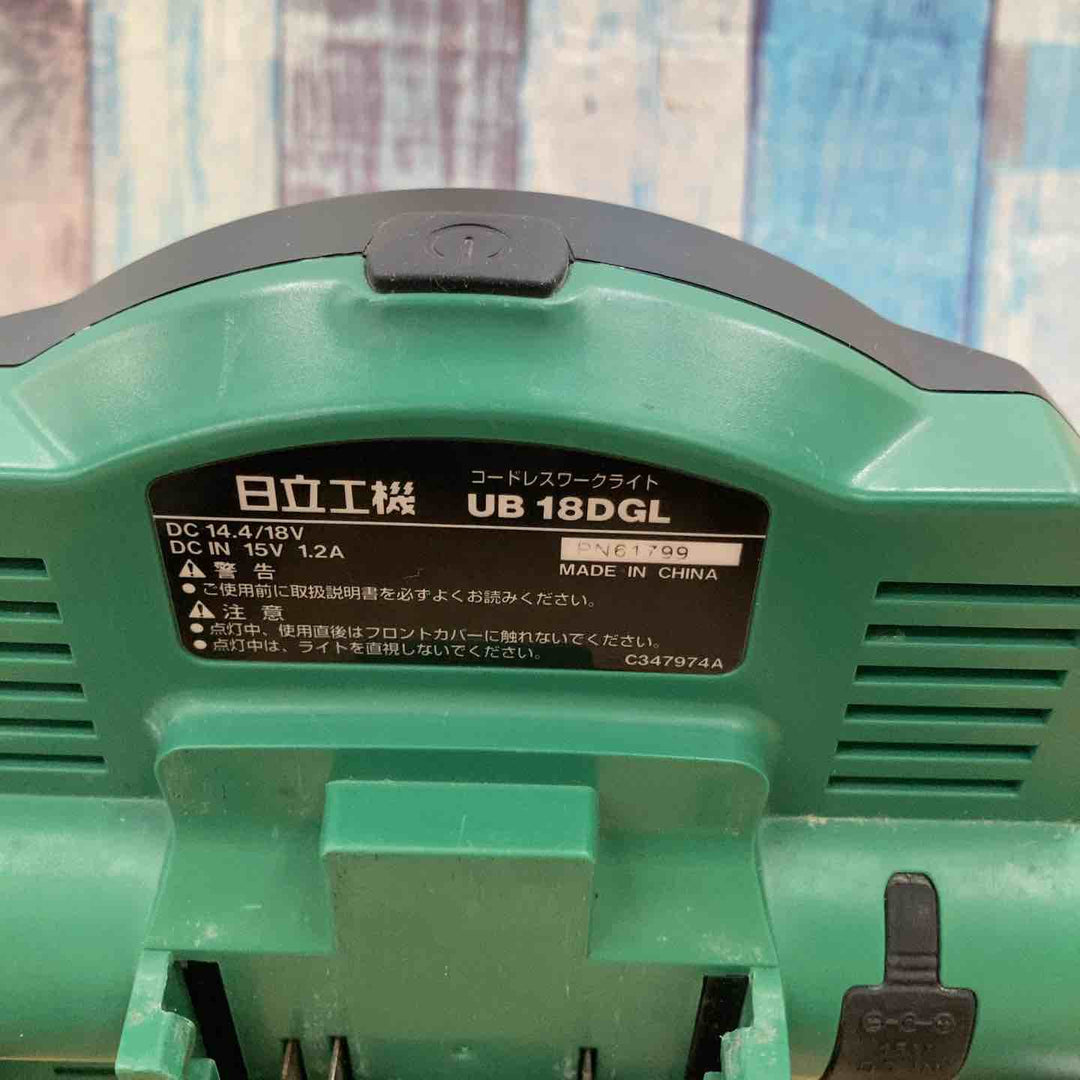 コードレスワークライト
日立工機 UB 18DGL
DC 14.4/18V
DC IN 15V 1.2A
PN61799
MADE IN CHINA
警告
● ご使用前に取扱説明書を必ずよくお読みください。
注意
● 点灯中、使用直後はフロントカバーに触れないでください。
● 点灯中は、ライトを直視しないでください。
C347974A